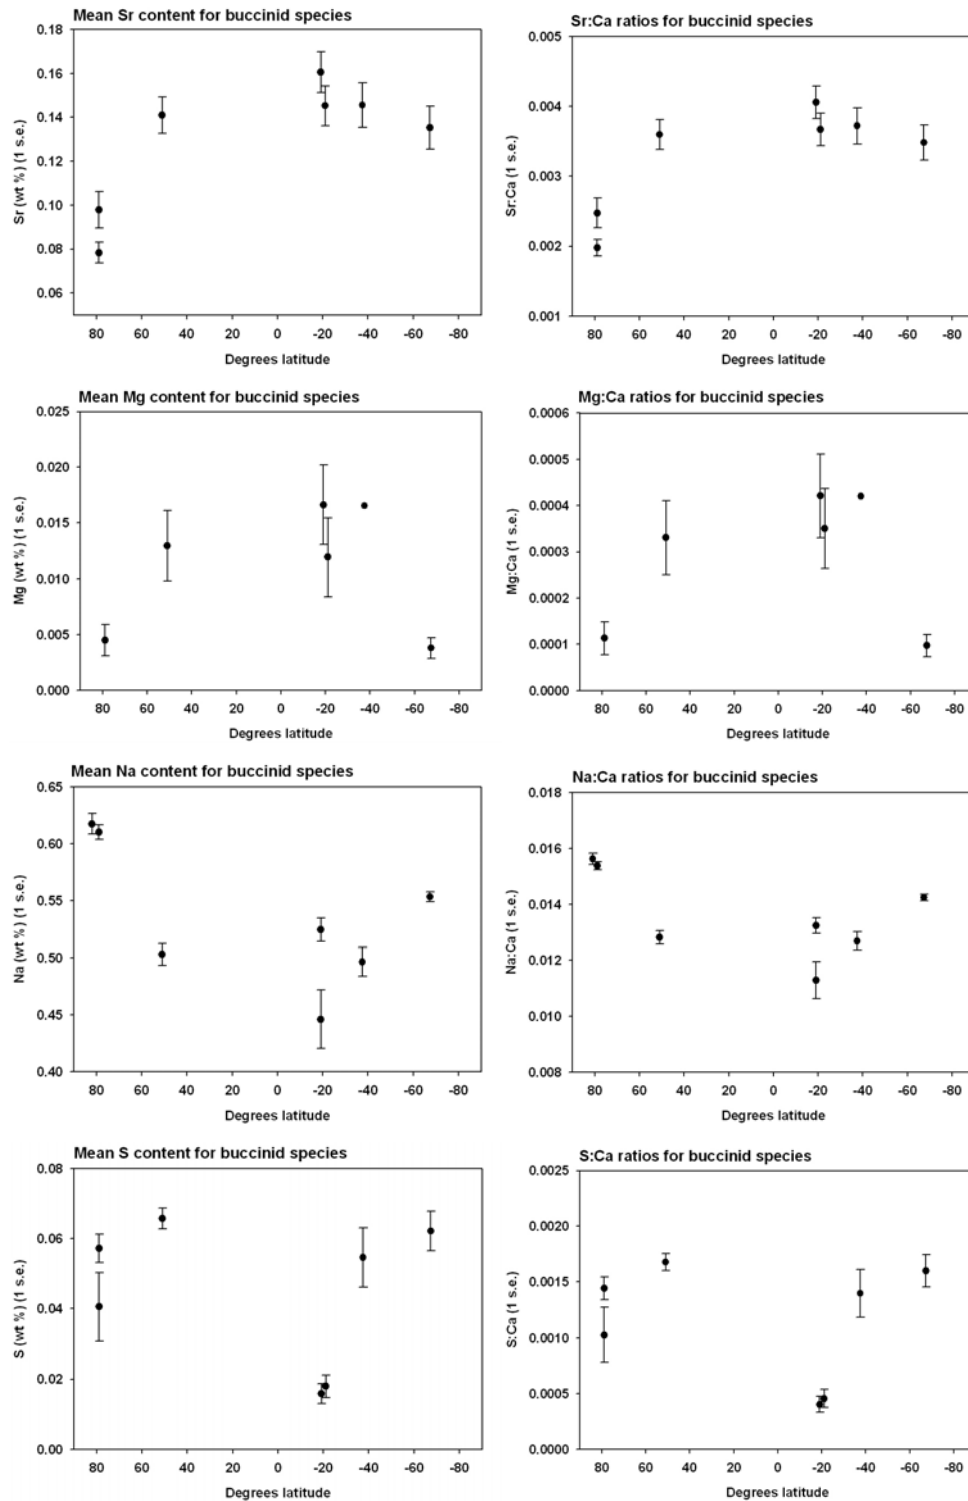 Mean Sr content for buccinid species
0.18
0.16
0.14
0.12
0.10
0.08
0.06
Sr (wt %) (1 s.e.)
80 60 40 20 0 -20 -40 -60 -80
Degrees latitude
Sr:Ca ratios for buccinid species
0.005
0.004
0.003
0.002
0.001
Sr:Ca (1 s.e.)
80 60 40 20 0 -20 -40 -60 -80
Degrees latitude
Mean Mg content for buccinid species
0.025
0.020
0.015
0.010
0.005
0.000
Mg (wt %) (1 s.e.)
80 60 40 20 0 -20 -40 -60 -80
Degrees latitude
Mg:Ca ratios for buccinid species
0.0006
0.0005
0.0004
0.0003
0.0002
0.0001
0.0000
Mg:Ca (1 s.e.)
80 60 40 20 0 -20 -40 -60 -80
Degrees latitude
Mean Na content for buccinid species
0.65
0.60
0.55
0.50
0.45
0.40
Na (wt %) (1 s.e.)
80 60 40 20 0 -20 -40 -60 -80
Degrees latitude
Na:Ca ratios for buccinid species
0.018
0.016
0.014
0.012
0.010
0.008
Na:Ca (1 s.e.)
80 60 40 20 0 -20 -40 -60 -80
Degrees latitude
Mean S content for buccinid species
0.08
0.06
0.04
0.02
0.00
S (wt %) (1 s.e.)
80 60 40 20 0 -20 -40 -60 -80
Degrees latitude
S:Ca ratios for buccinid species
0.0025
0.0020
0.0015
0.0010
0.0005
0.0000
S:Ca (1 s.e.)
80 60 40 20 0 -20 -40 -60 -80
Degrees latitude